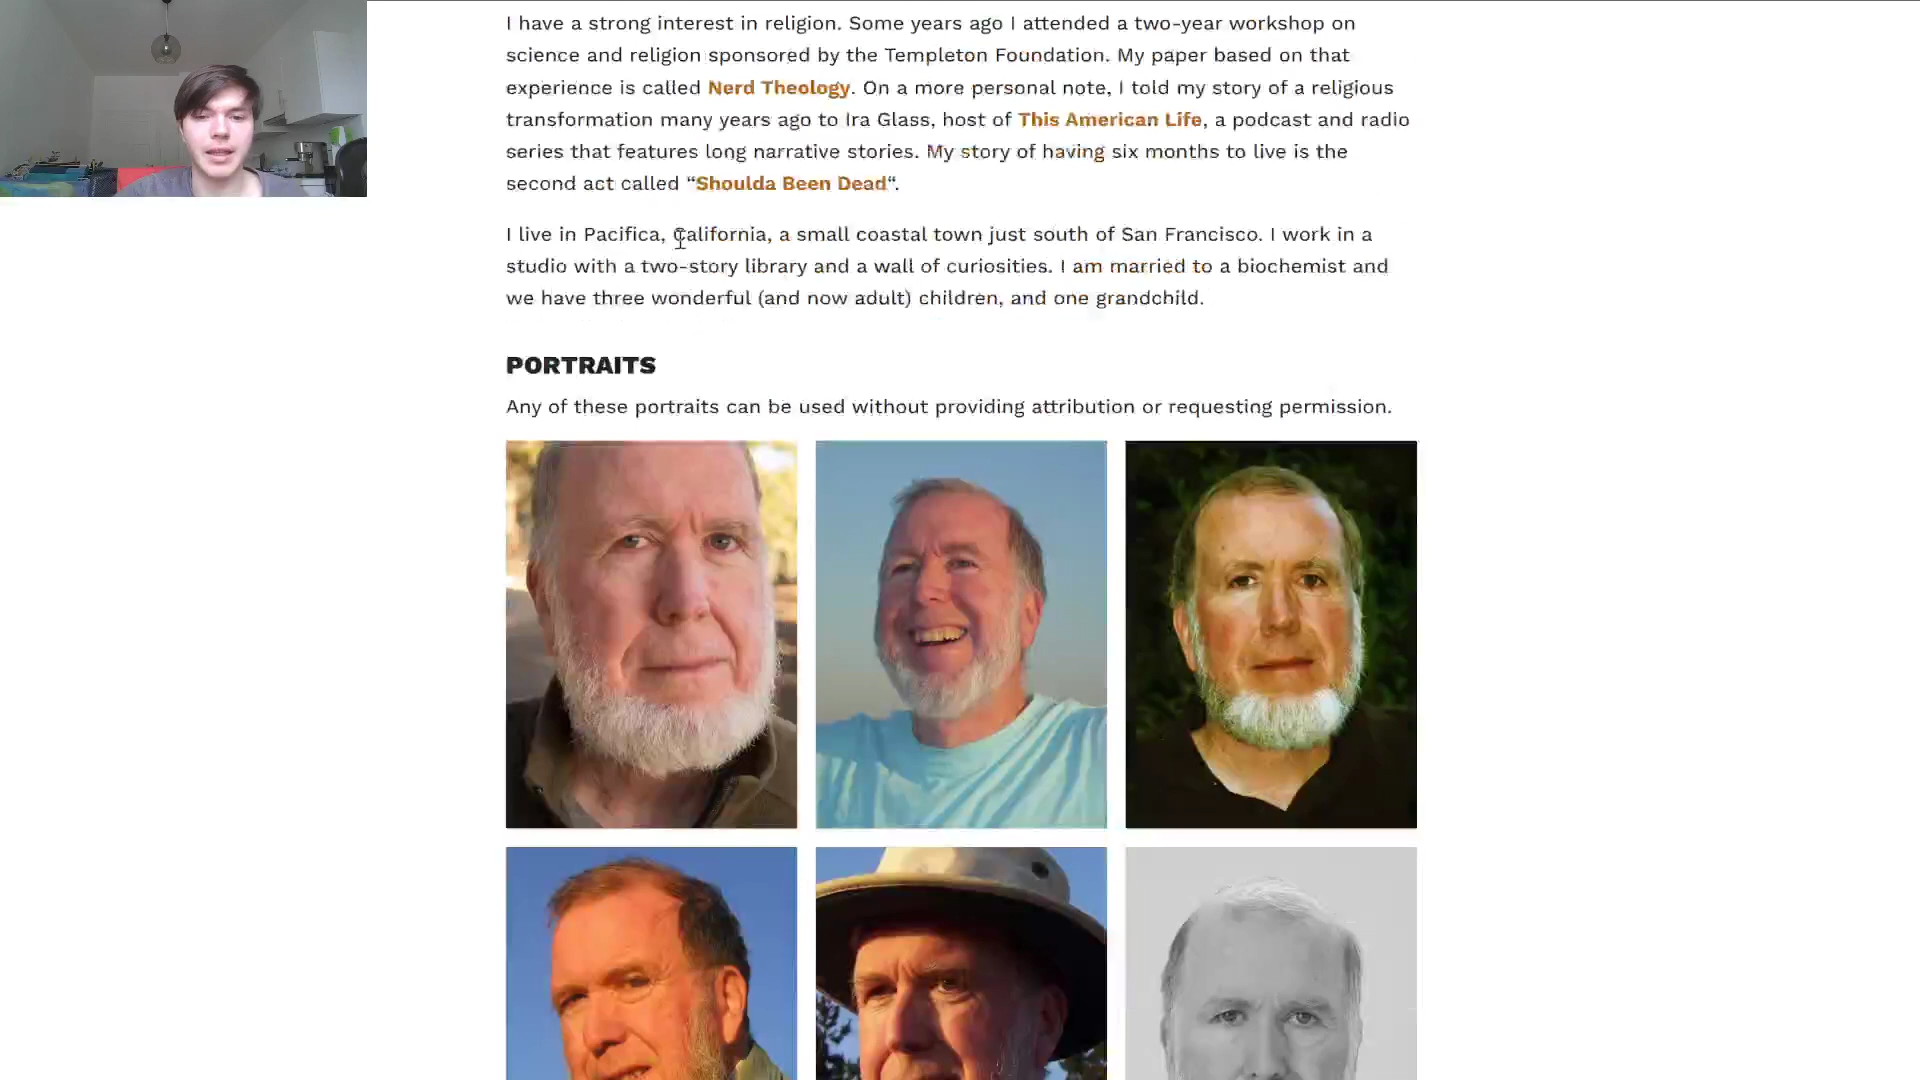 I have a strong interest in religion. Some years ago I attended a two-year workshop on
science and religion sponsored by the Templeton Foundation. My paper based on that
experience is called Nerd Theology. On a more personal note, I told my story of a religious
transformation many years ago to Ira Glass, host of This American Life, a podcast and radio
series that features long narrative stories. My story of having six months to live is the
second act called “Shoulda Been Dead“.
I live in Pacifica, California, a small coastal town just south of San Francisco. I work in a
studio with a two-story library and a wall of curiosities. I am married to a biochemist and
we have three wonderful (and now adult) children, and one grandchild.
PORTRAITS
Any of these portraits can be used without providing attribution or requesting permission.